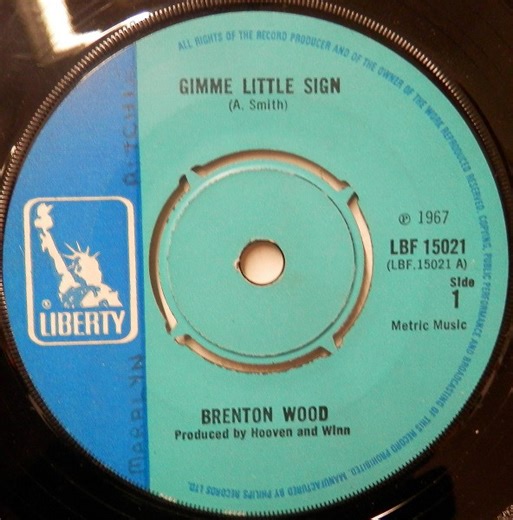 ALL RIGHTS OF THE RECORD PRODUCER AND OF THE OWNER OF THE WORK REPRODUCED RESERVED. COPYING, PUBLIC PERFORMANCE AND BROADCASTING OF THIS RECORD PROHIBITED. MANUFACTURED BY PHILIPS RECORDS LTD.
GIMME LITTLE SIGN
(A. Smith)
℗ 1967
LBF 15021
(LBF.15021 A)
Side
1
Metric Music
® LIBERTY
BRENTON WOOD
Produced by Hooven and Winn